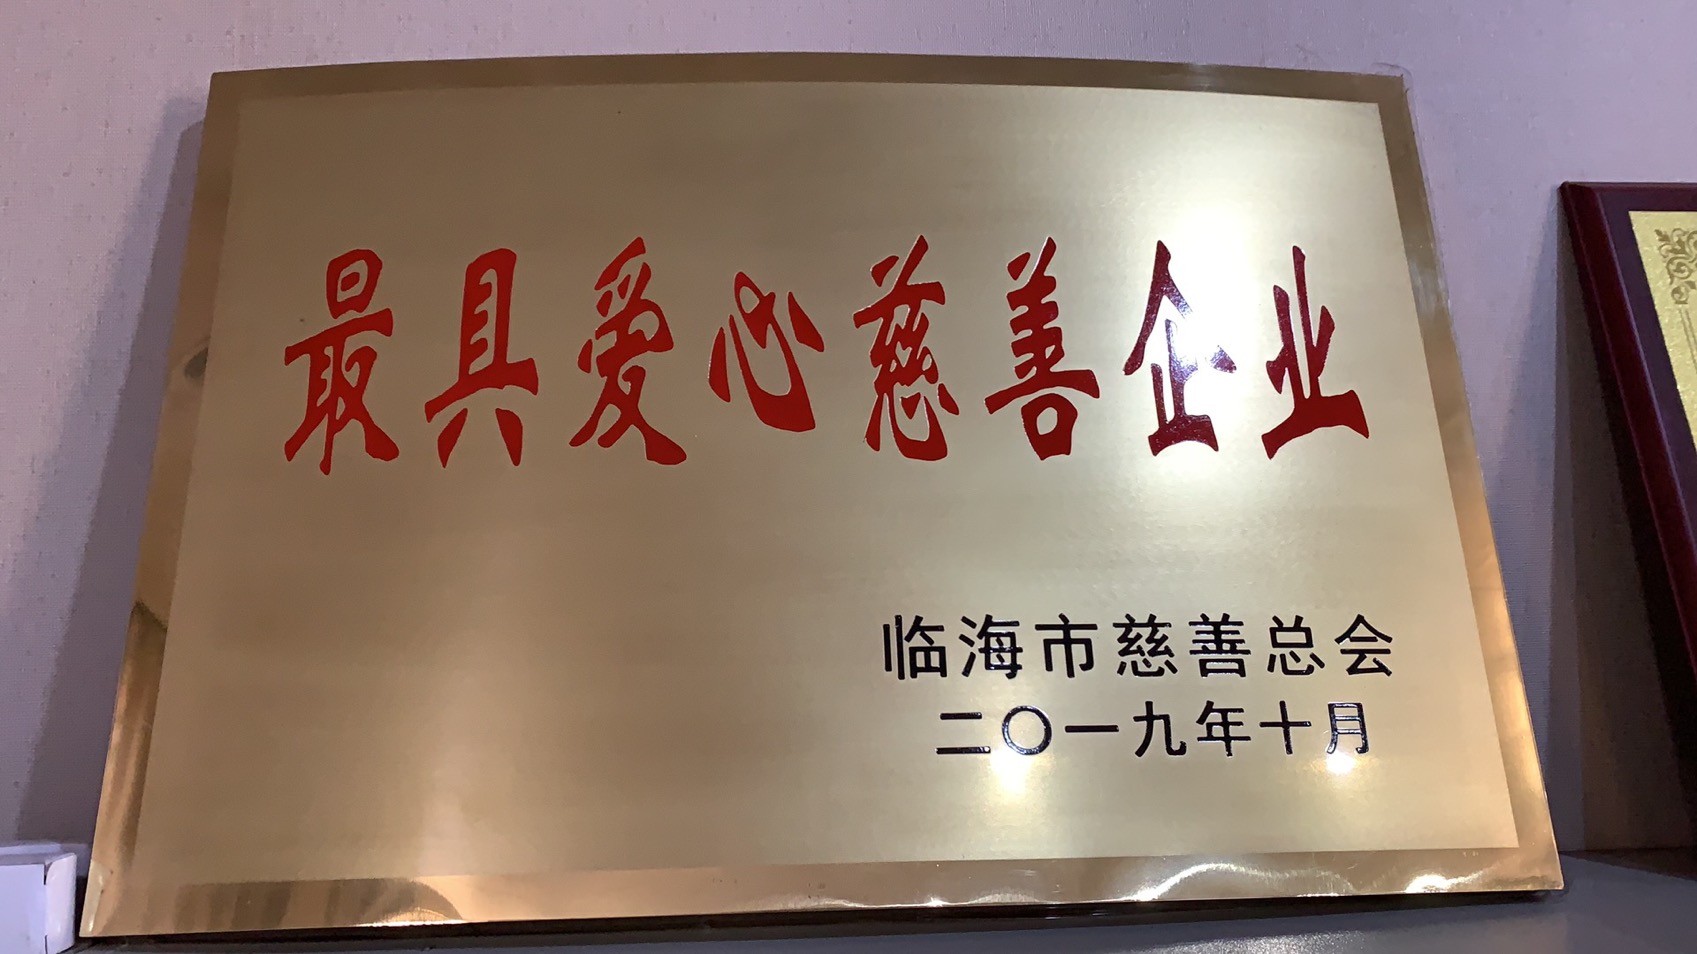 最具爱心慈善企业
临海市慈善总会
二〇一九年十月